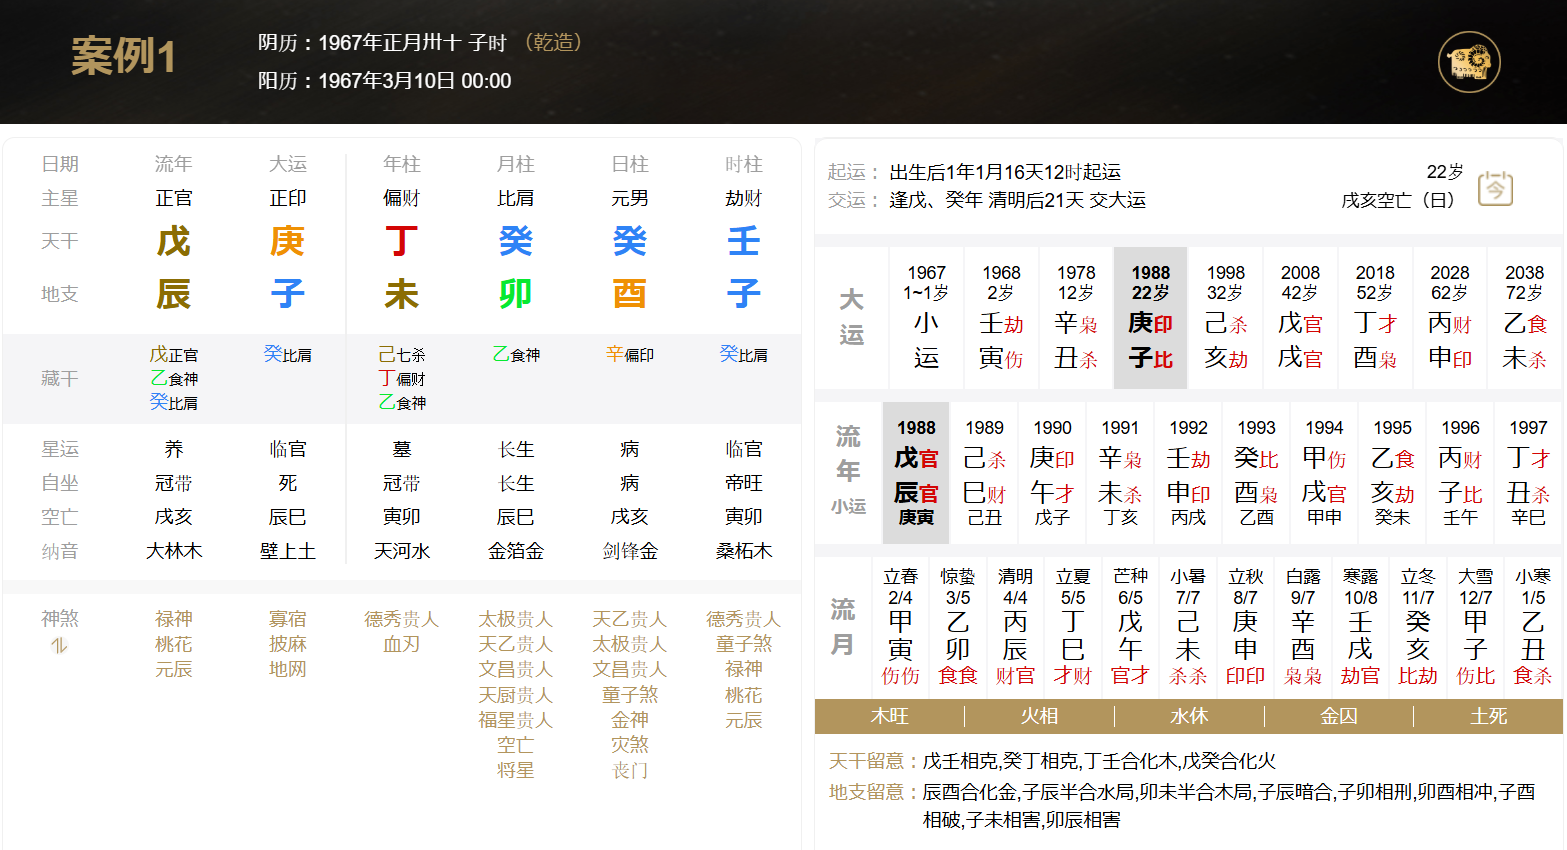 案例1
阴历：1967年正月卅十 子时 （乾造）
阳历：1967年3月10日 00:00
日期 流年 大运 年柱 月柱 日柱 时柱
主星 正官 正印 偏财 比肩 元男 劫财
天干 戊 庚 丁 癸 癸 壬
地支 辰 子 未 卯 酉 子
藏干
戊正官 癸比肩 己七杀 乙食神 辛偏印 癸比肩
乙食神 丁偏财
癸比肩 乙食神
星运 养 临官 墓 长生 病 临官
自坐 冠带 死 冠带 长生 病 帝旺
空亡 戌亥 辰巳 寅卯 辰巳 戌亥 寅卯
纳音 大林木 壁上土 天河水 金箔金 剑锋金 桑柘木
神煞 禄神 寡宿 德秀贵人 太极贵人 天乙贵人 德秀贵人
桃花 披麻 血刃 天乙贵人 太极贵人 童子煞
元辰 地网 文昌贵人 文昌贵人 禄神
天厨贵人 童子煞 桃花
福星贵人 金神 元辰
空亡 灾煞
将星 丧门
起运： 出生后1年1月16天12时起运 22岁
今
交运： 逢戊、癸年 清明后21天 交大运 戌亥空亡（日）
大运
1967 1968 1978 1988 1998 2008 2018 2028 2038
1~1岁 2岁 12岁 22岁 32岁 42岁 52岁 62岁 72岁
小 壬劫 辛枭 庚印 己杀 戊官 丁才 丙财 乙食
运 寅伤 丑杀 子比 亥劫 戌官 酉枭 申印 未杀
流年
小运
1988 1989 1990 1991 1992 1993 1994 1995 1996 1997
戊官 己杀 庚印 辛枭 壬劫 癸比 甲伤 乙食 丙财 丁才
辰官 巳财 午才 未杀 申印 酉枭 戌官 亥劫 子比 丑杀
庚寅 己丑 戊子 丁亥 丙戌 乙酉 甲申 癸未 壬午 辛巳
流月
立春 惊蛰 清明 立夏 芒种 小暑 立秋 白露 寒露 立冬 大雪 小寒
2/4 3/5 4/4 5/5 6/5 7/7 8/7 9/7 10/8 11/7 12/7 1/5
甲 乙 丙 丁 戊 己 庚 辛 壬 癸 甲 乙
寅 卯 辰 巳 午 未 申 酉 戌 亥 子 丑
伤伤 食食 财官 才财 官才 杀杀 印印 枭枭 劫官 比劫 伤比 食杀
木旺 火相 水休 金囚 土死
天干留意：戊壬相克,癸丁相克,丁壬合化木,戊癸合化火
地支留意：辰酉合化金,子辰半合水局,卯未半合木局,子辰暗合,子卯相刑,卯酉相冲,子酉
相破,子未相害,卯辰相害